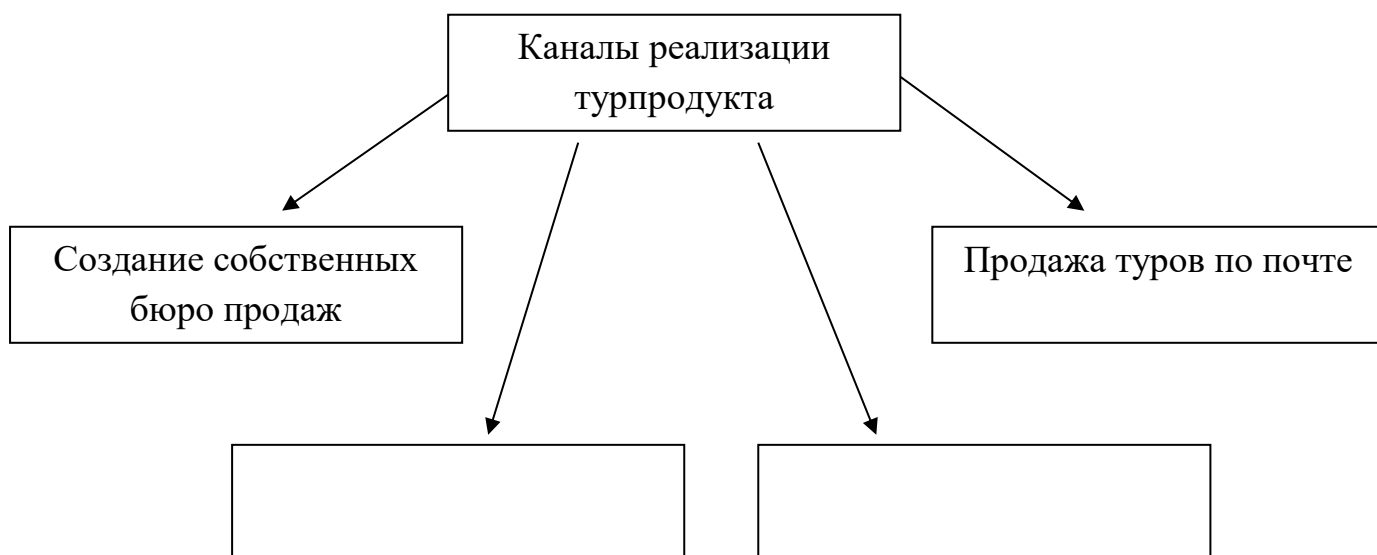 Каналы реализации
турпродукта
Создание собственных
бюро продаж
Продажа туров по почте